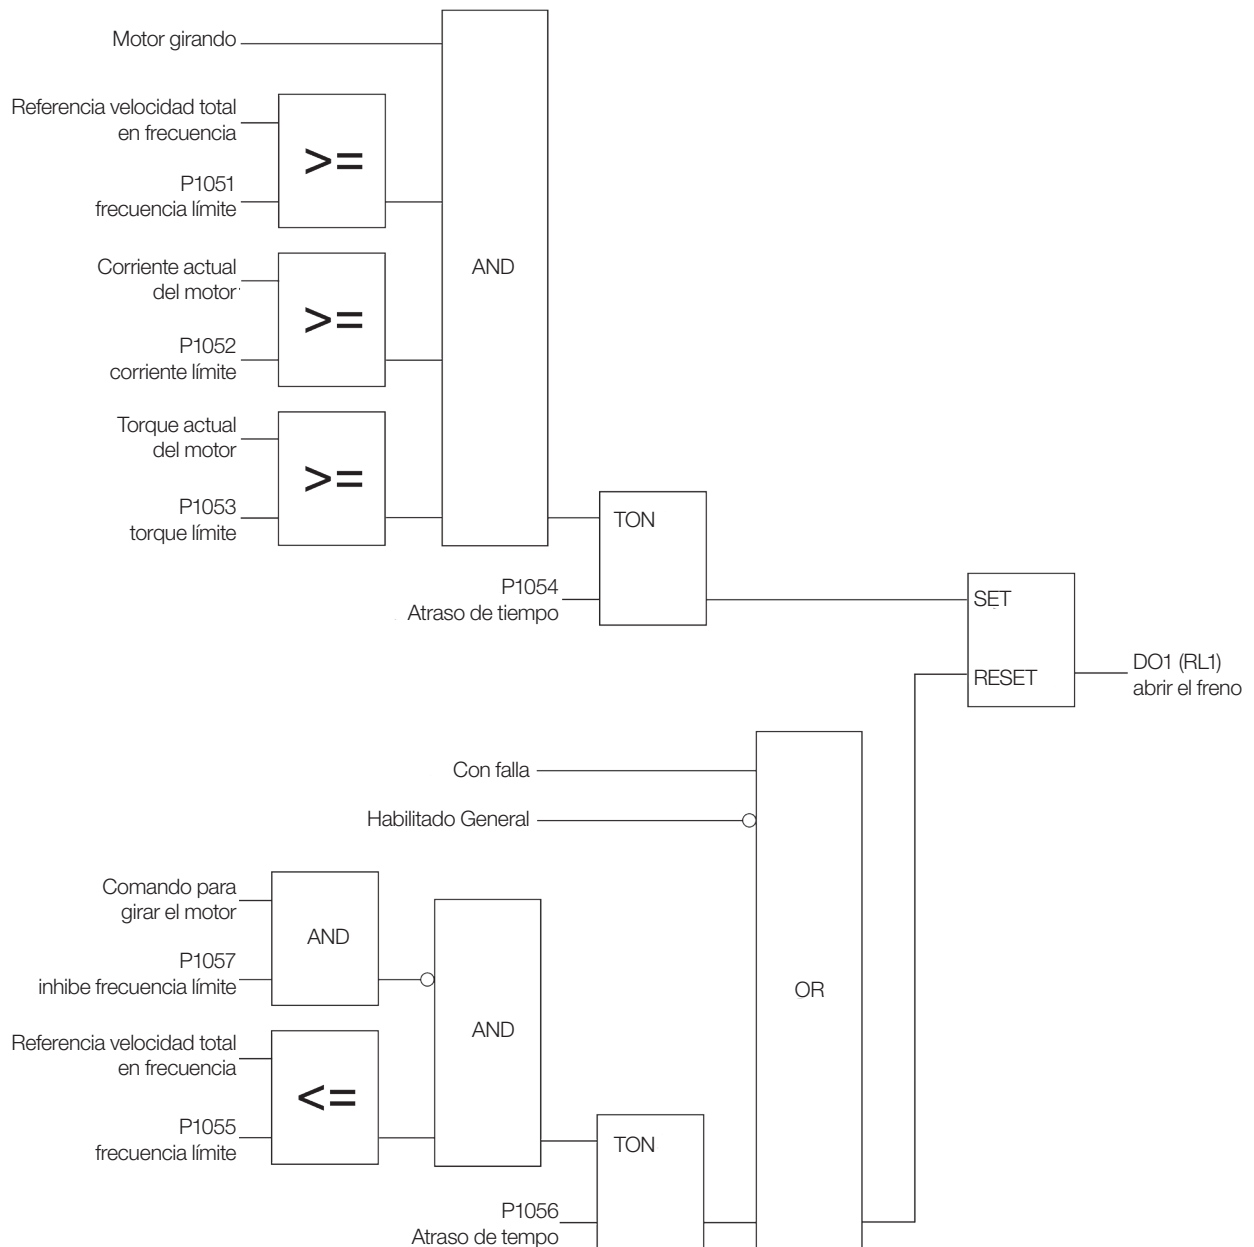 Motor girando
Referencia velocidad total
en frecuencia
>=
P1051
frecuencia límite
Corriente actual
del motor
AND
>=
P1052
corriente límite
Torque actual
del motor
>=
P1053
torque límite
TON
P1054
Atraso de tiempo
SET
RESET
DO1 (RL1)
abrir el freno
Con falla
Habilitado General
Comando para
girar el motor
AND
P1057
inhibe frecuencia límite
OR
AND
Referencia velocidad total
en frecuencia
<=
P1055
frecuencia límite
TON
P1056
Atraso de tempo